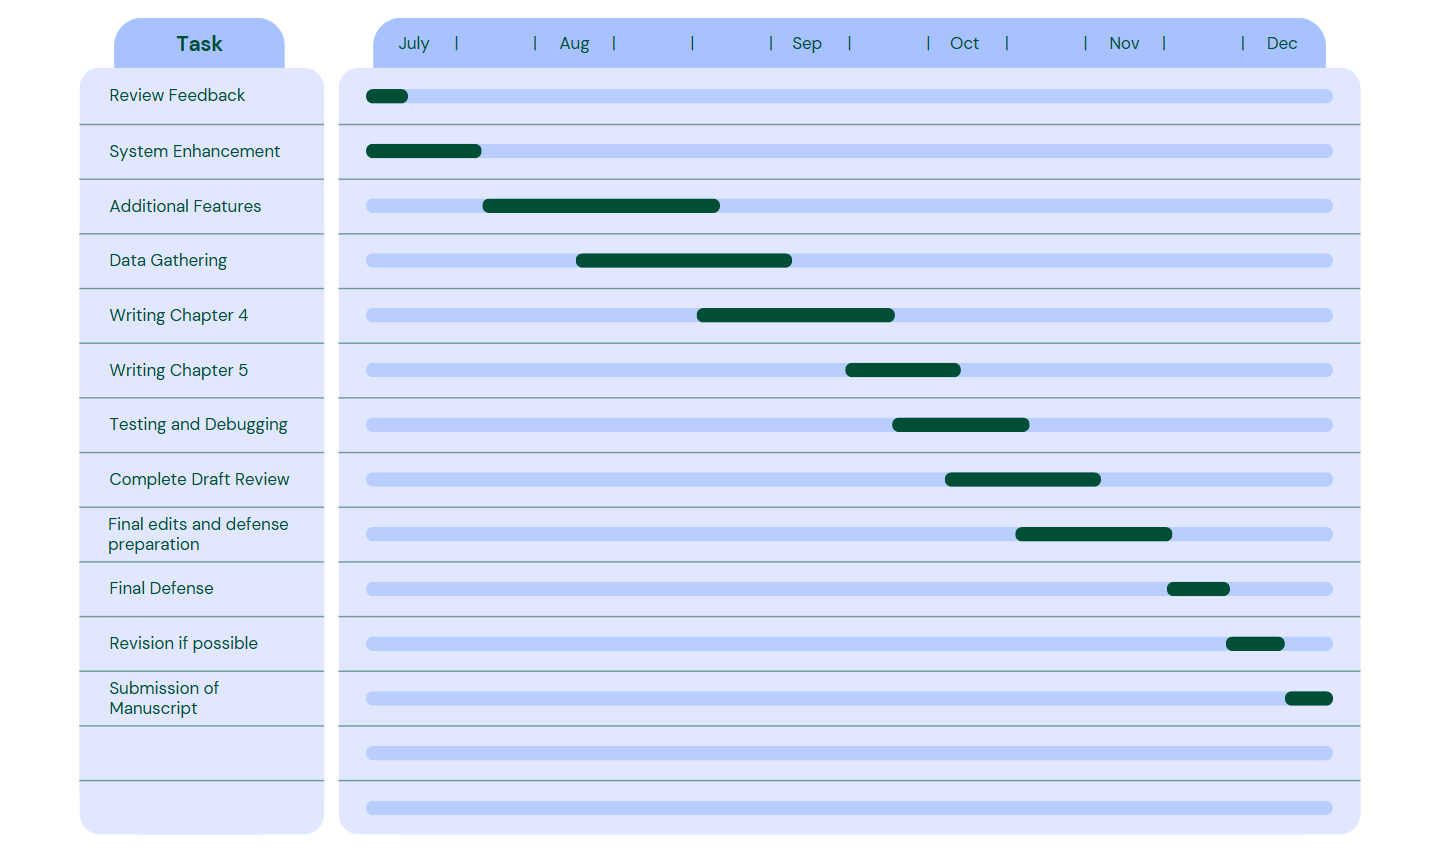 Task
July | | Aug | | | Sep | | Oct | | Nov | | Dec
Review Feedback
System Enhancement
Additional Features
Data Gathering
Writing Chapter 4
Writing Chapter 5
Testing and Debugging
Complete Draft Review
Final edits and defense
preparation
Final Defense
Revision if possible
Submission of
Manuscript